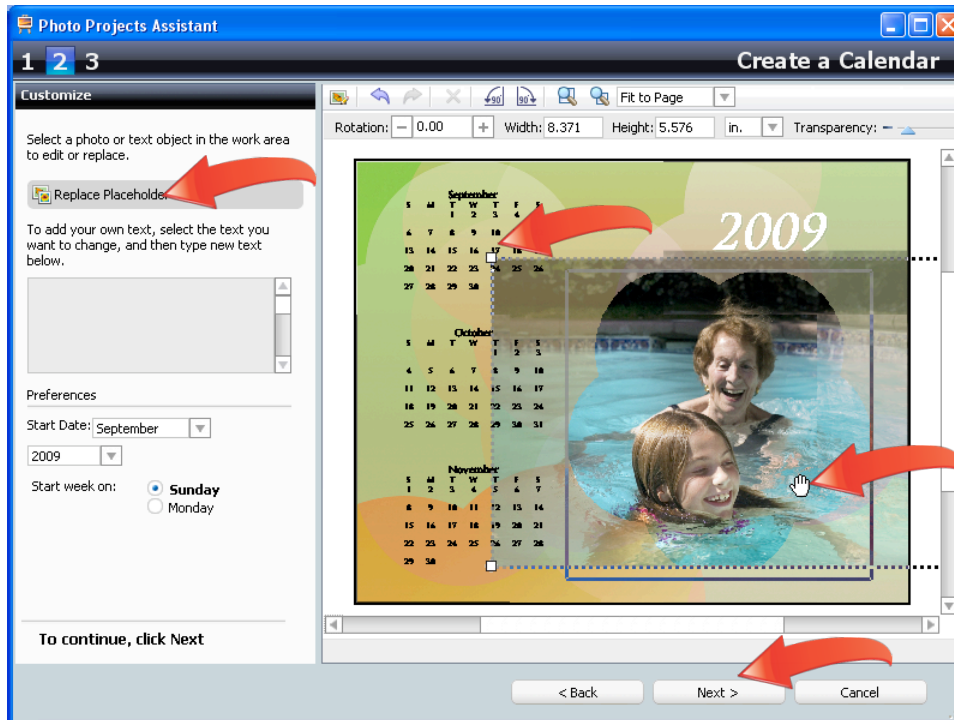 Photo Projects Assistant
1 2 3
Create a Calendar
Customize
Select a photo or text object in the work area
to edit or replace.
Replace Placeholder
To add your own text, select the text you
want to change, and then type new text
below.
Preferences
Start Date: September
2009
Start week on: Sunday
Monday
To continue, click Next
90 90 Fit to Page
Rotation: − 0.00 + Width: 8.371 Height: 5.576 in. Transparency:
2009
September
S M T W T F S
1 2 3 4
6 7 8 9 10
13 14 15 16 17 18
20 21 22 23 24 25 26
27 28 29 30
October
S M T W T F S
1 2 3
4 5 6 7 8 9 10
11 12 13 14 15 16 17
18 19 20 21 22 23 24
25 26 27 28 29 30 31
November
S M T W T F S
1 2 3 4 5 6 7
8 9 10 11 12 13 14
15 16 17 18 19 20 21
22 23 24 25 26 27 28
29 30
< Back Next > Cancel